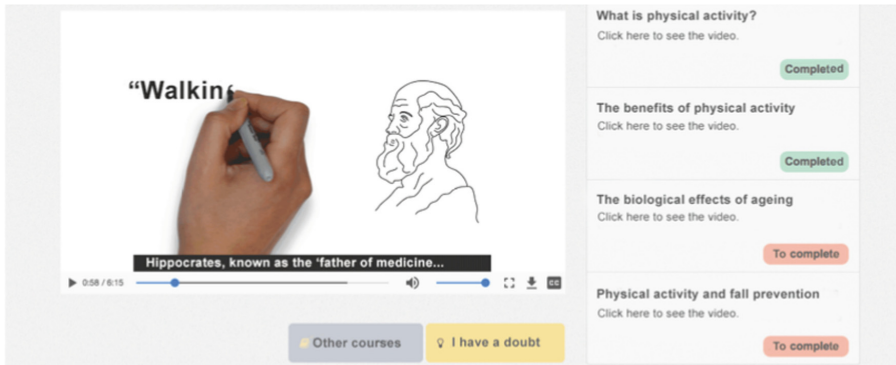 “Walking
Hippocrates, known as the ‘father of medicine...
0:58 / 6:15
CC
Other courses
I have a doubt
What is physical activity?
Click here to see the video.
Completed
The benefits of physical activity
Click here to see the video.
Completed
The biological effects of ageing
Click here to see the video.
To complete
Physical activity and fall prevention
Click here to see the video.
To complete